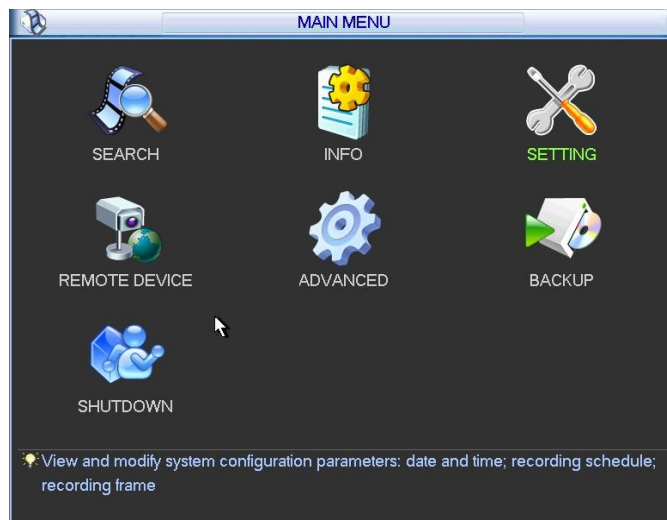 MAIN MENU
SEARCH
INFO
SETTING
REMOTE DEVICE
ADVANCED
BACKUP
SHUTDOWN
View and modify system configuration parameters: date and time; recording schedule;
recording frame